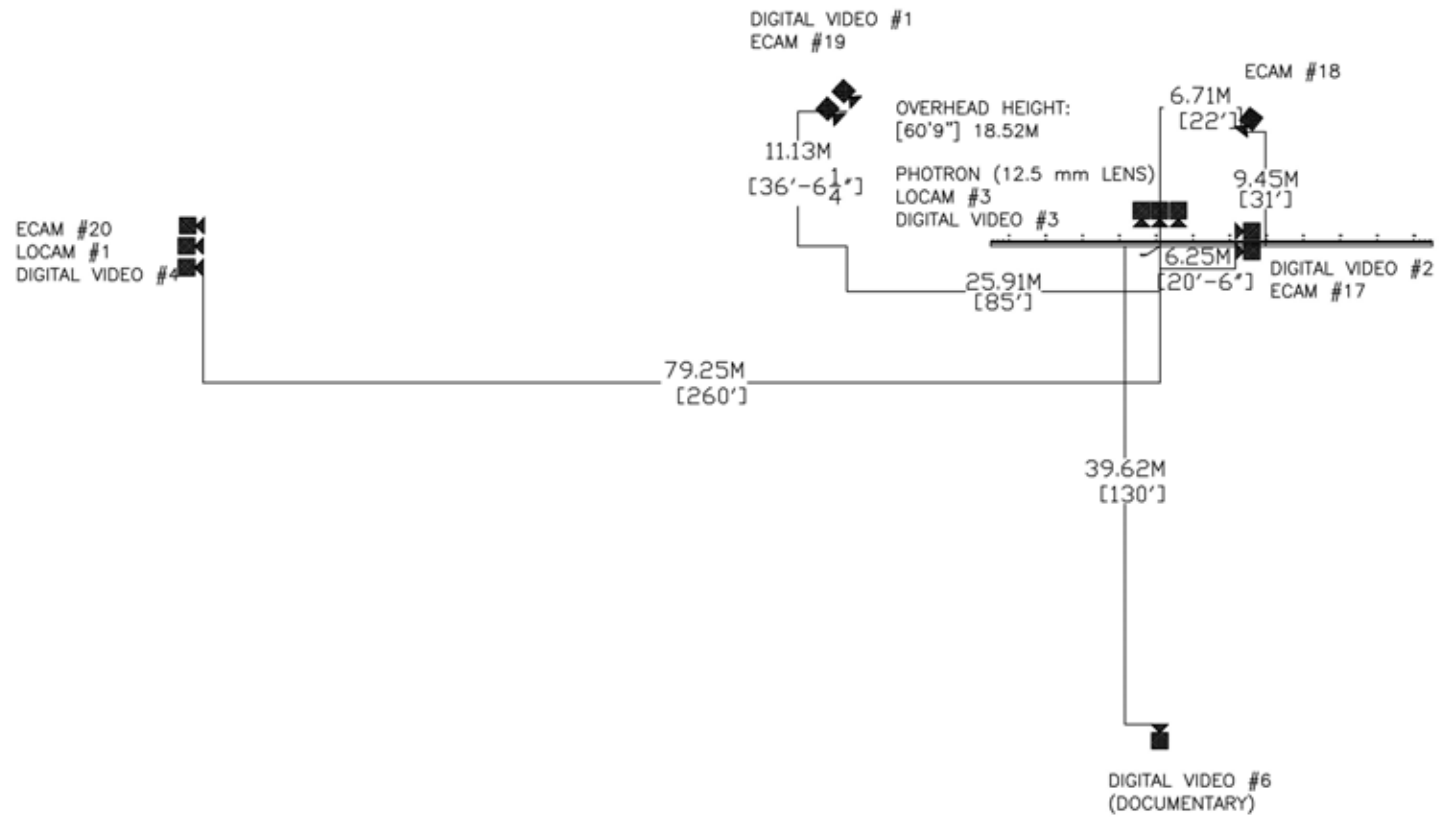 DIGITAL VIDEO #1
ECAM #19
ECAM #18
6.71M
[22']
OVERHEAD HEIGHT:
[60'9"] 18.52M
11.13M
[36'-6 1/4"]
PHOTRON (12.5 mm LENS)
LOCAM #3
DIGITAL VIDEO #3
9.45M
[31']
ECAM #20
LOCAM #1
DIGITAL VIDEO #4
6.25M
[20'-6"]
DIGITAL VIDEO #2
ECAM #17
25.91M
[85']
79.25M
[260']
39.62M
[130']
DIGITAL VIDEO #6
(DOCUMENTARY)